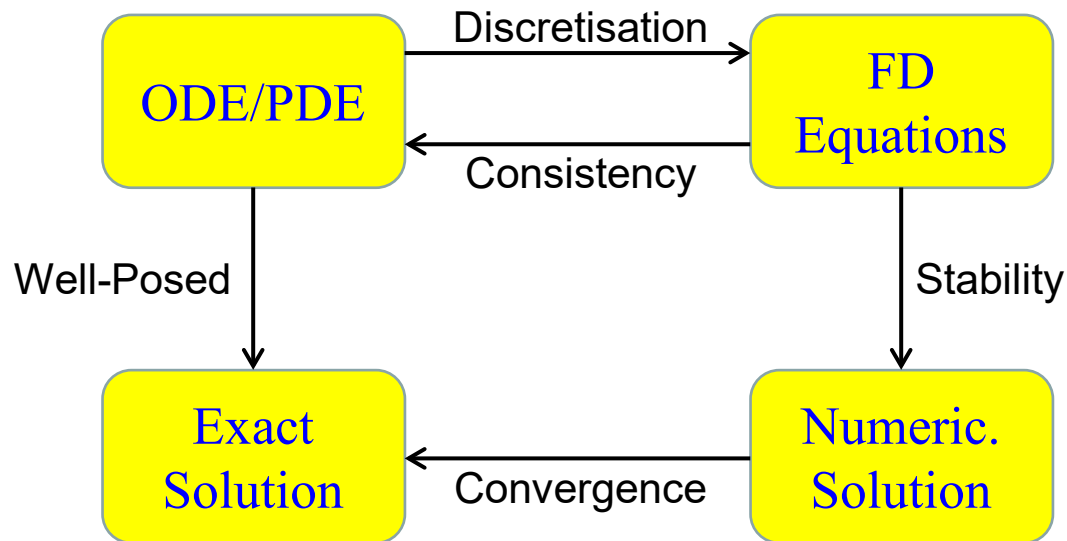 Discretisation
ODE/PDE
FD
Equations
Consistency
Well-Posed
Stability
Exact
Solution
Numeric.
Solution
Convergence